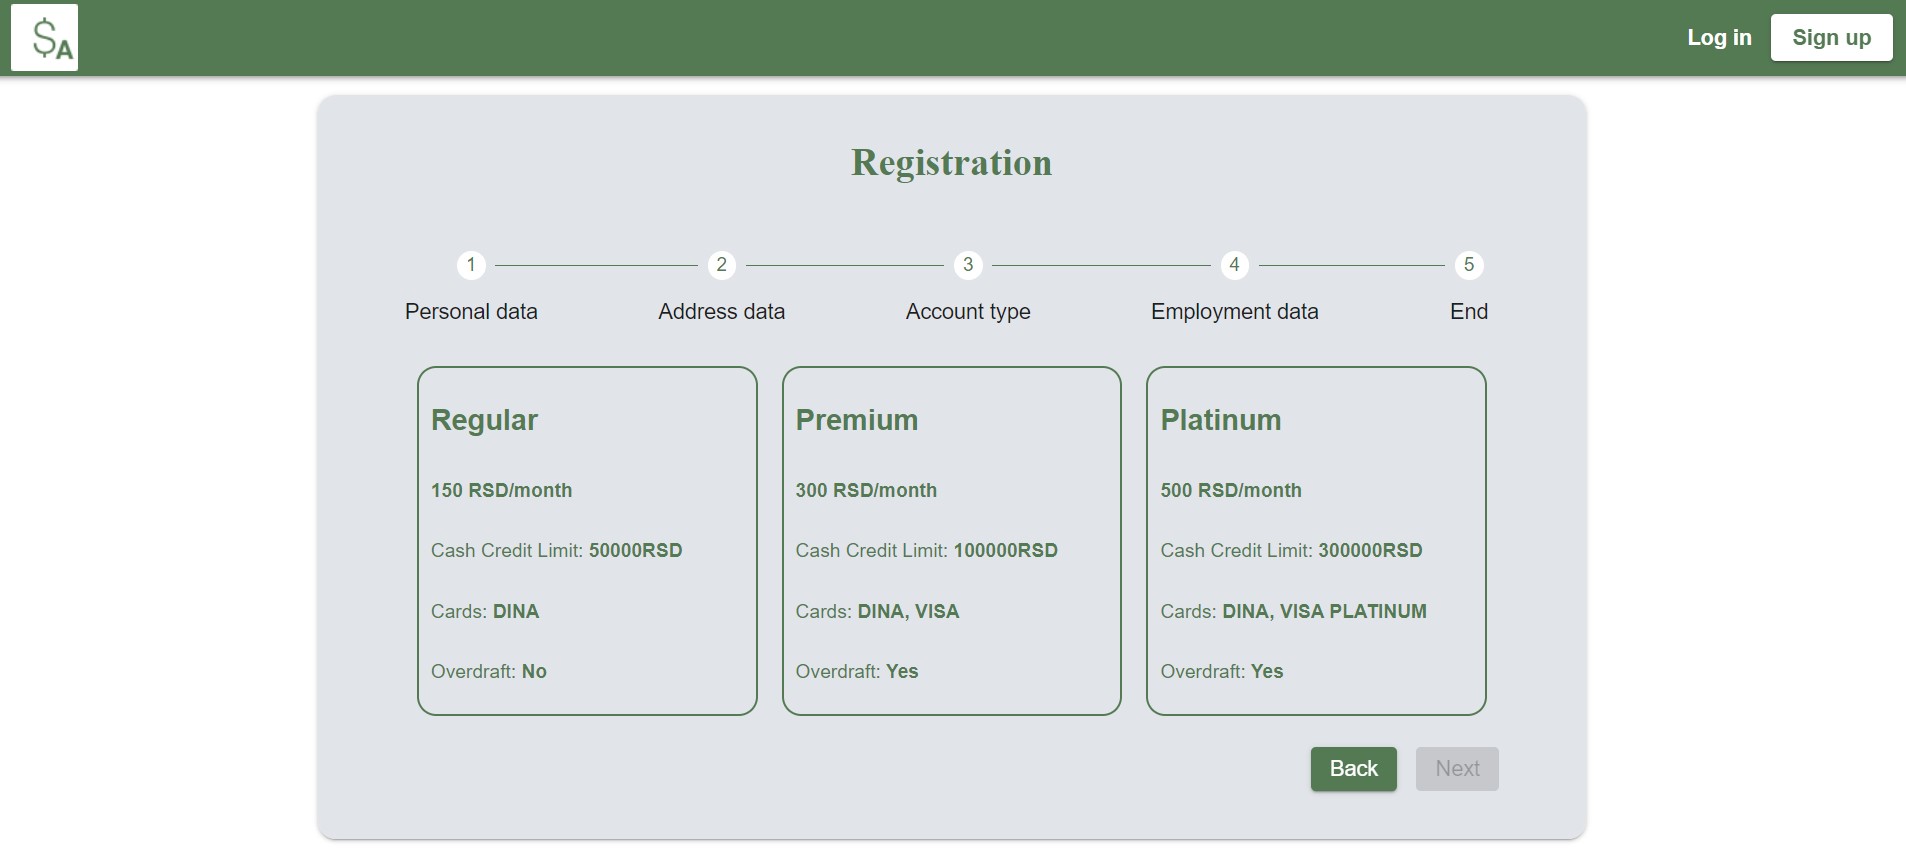 $A
Log in
Sign up
Registration
1
2
3
4
5
Personal data
Address data
Account type
Employment data
End
Regular
150 RSD/month
Cash Credit Limit: 50000RSD
Cards: DINA
Overdraft: No
Premium
300 RSD/month
Cash Credit Limit: 100000RSD
Cards: DINA, VISA
Overdraft: Yes
Platinum
500 RSD/month
Cash Credit Limit: 300000RSD
Cards: DINA, VISA PLATINUM
Overdraft: Yes
Back
Next